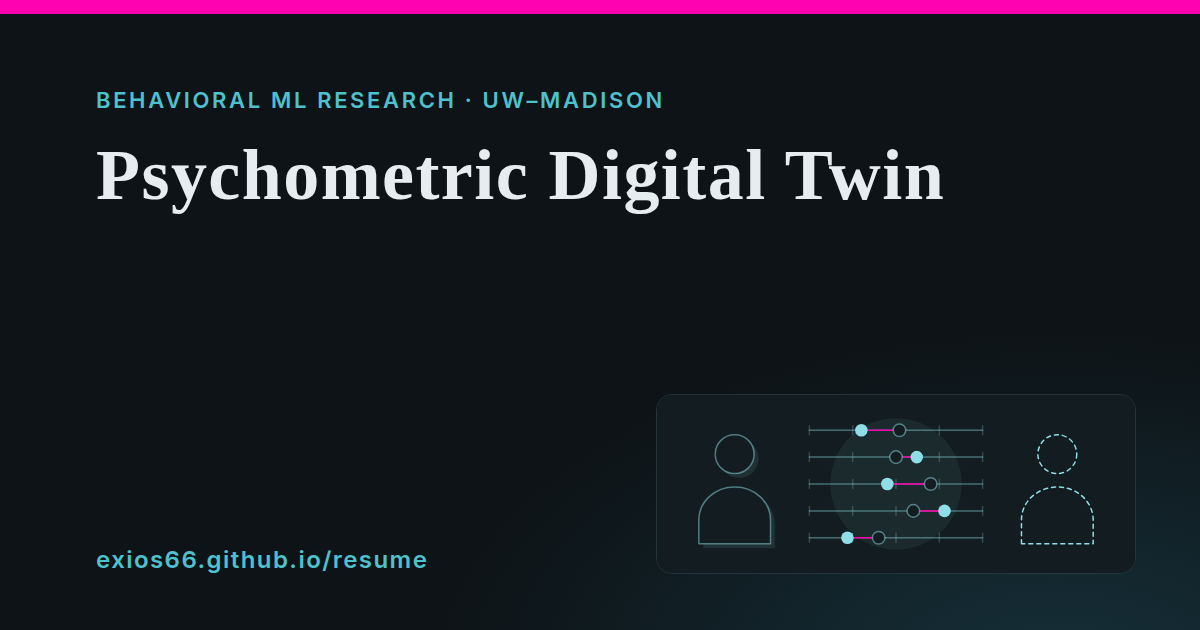 BEHAVIORAL ML RESEARCH · UW–MADISON
Psychometric Digital Twin
exios66.github.io/resume